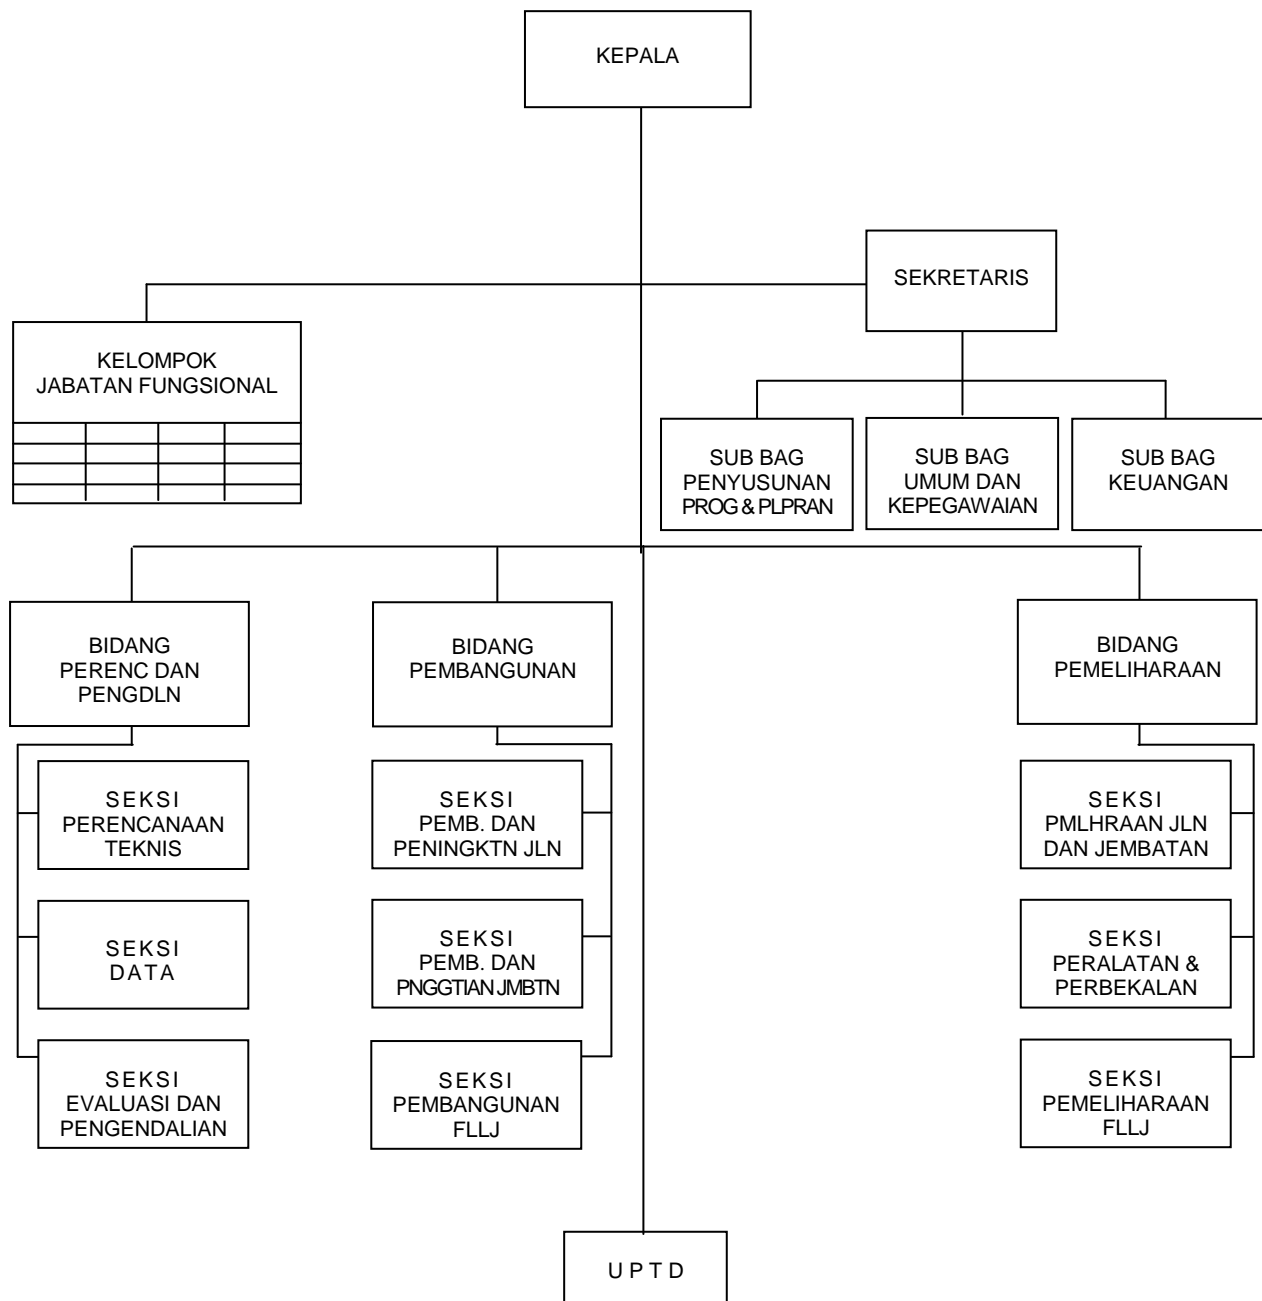 KEPALA
SEKRETARIS
KELOMPOK
JABATAN FUNGSIONAL
SUB BAG
PENYUSUNAN
PROG & PLPRAN
SUB BAG
UMUM DAN
KEPEGAWAIAN
SUB BAG
KEUANGAN
BIDANG
PERENC DAN
PENGDLN
BIDANG
PEMBANGUNAN
BIDANG
PEMELIHARAAN
SEKSI
PERENCANAAN
TEKNIS
SEKSI
PEMB. DAN
PENINGKTN JLN
SEKSI
PMLHRAAN JLN
DAN JEMBATAN
SEKSI
DATA
SEKSI
PEMB. DAN
PNGGTIAN JMBTN
SEKSI
PERALATAN &
PERBEKALAN
SEKSI
EVALUASI DAN
PENGENDALIAN
SEKSI
PEMBANGUNAN
FLLJ
SEKSI
PEMELIHARAAN
FLLJ
UPTD